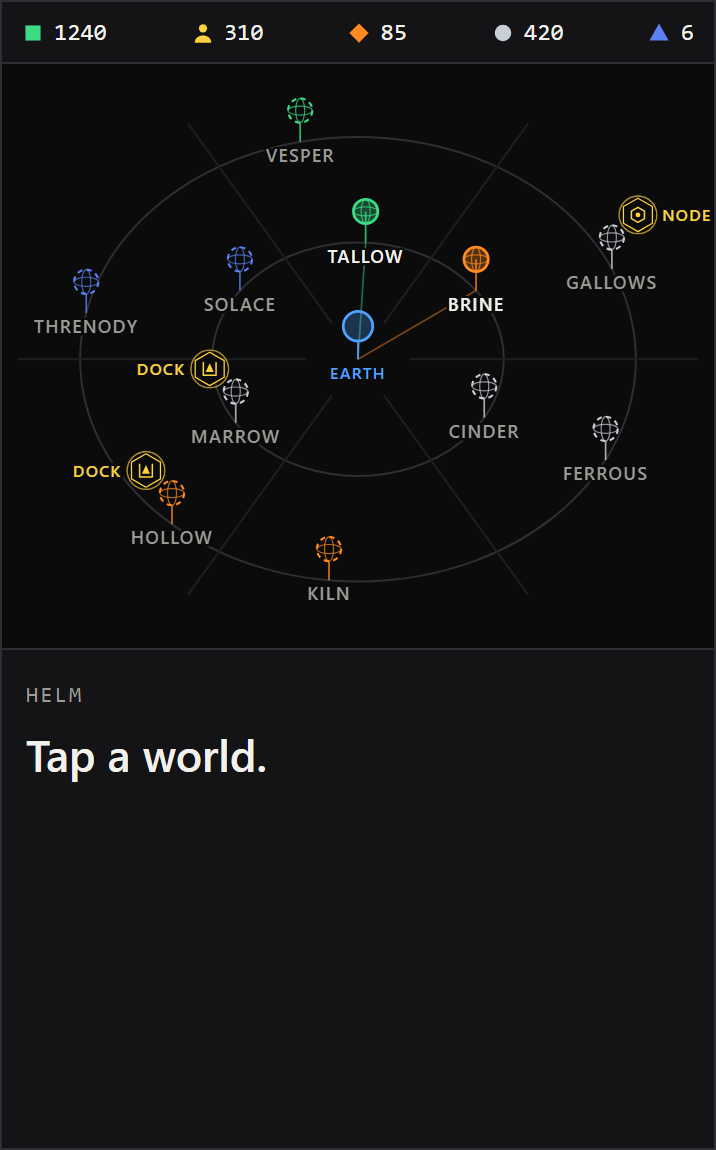 1240 310 85 420 6
VESPER
NODE
TALLOW
GALLOWS
SOLACE
BRINE
THRENODY
DOCK
EARTH
MARROW
CINDER
DOCK
FERROUS
HOLLOW
KILN
HELM
Tap a world.